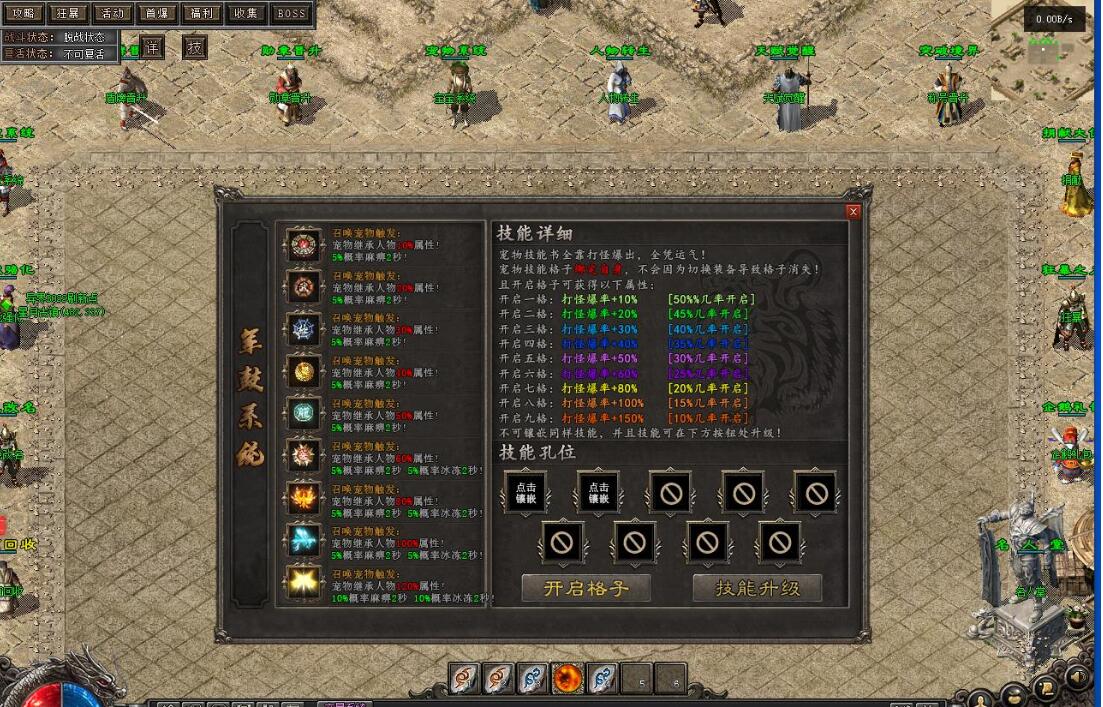 攻略 狂暴 活动 首爆 福利 收集 BOSS
战斗状态: 脱战状态
复活状态: 不可复活
详 技
0.00B/s
人物转生
天赋觉醒
突破境界
天赋觉醒
捐献
狂暴
名人堂
名人堂
回收
X
召唤宠物触发:
宠物继承人物10%属性!
5%概率麻痹2秒!
召唤宠物触发:
宠物继承人物20%属性!
5%概率麻痹2秒!
召唤宠物触发:
宠物继承人物30%属性!
5%概率麻痹2秒!
召唤宠物触发:
宠物继承人物40%属性!
5%概率麻痹2秒!
召唤宠物触发:
宠物继承人物50%属性!
5%概率麻痹2秒!
召唤宠物触发:
宠物继承人物60%属性!
5%概率麻痹2秒 5%概率冰冻2秒!
召唤宠物触发:
宠物继承人物80%属性!
5%概率麻痹2秒 5%概率冰冻2秒!
召唤宠物触发:
宠物继承人物100%属性!
5%概率麻痹2秒 5%概率冰冻2秒!
召唤宠物触发:
宠物继承人物120%属性!
10%概率麻痹2秒 10%概率冰冻2秒!
技能详细
宠物技能书全靠打怪爆出,全凭运气!
宠物技能格子绑定自身,不会因为切换装备导致格子消失!
且开启格子可获得以下属性:
开启一格: 打怪爆率+10% [50%%几率开启]
开启二格: 打怪爆率+20% [45%几率开启]
开启三格: 打怪爆率+30% [40%几率开启]
开启四格: 打怪爆率+40% [35%几率开启]
开启五格: 打怪爆率+50% [30%几率开启]
开启六格: 打怪爆率+60% [25%几率开启]
开启七格: 打怪爆率+80% [20%几率开启]
开启八格: 打怪爆率+100% [15%几率开启]
开启九格: 打怪爆率+150% [10%几率开启]
不可镶嵌同样技能,并且技能可在下方按钮处升级!
技能孔位
点击镶嵌 点击镶嵌
开启格子 技能升级
5 6